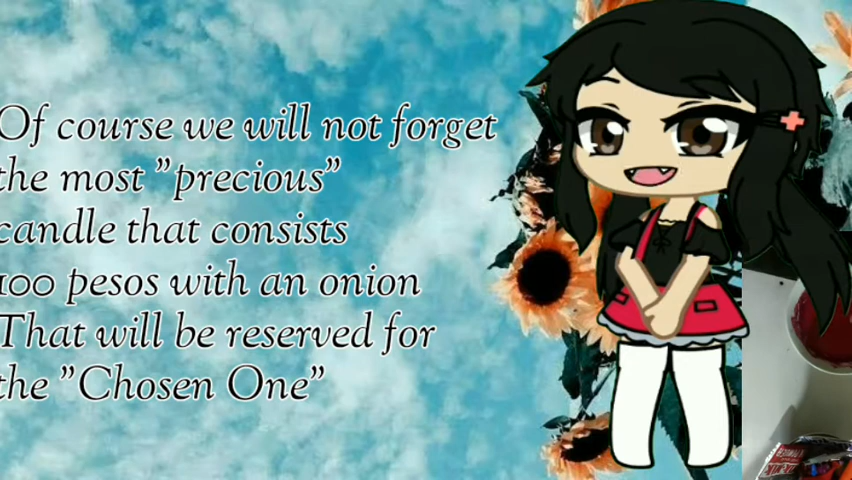 Of course we will not forget
the most "precious"
candle that consists
100 pesos with an onion
That will be reserved for
the "Chosen One"